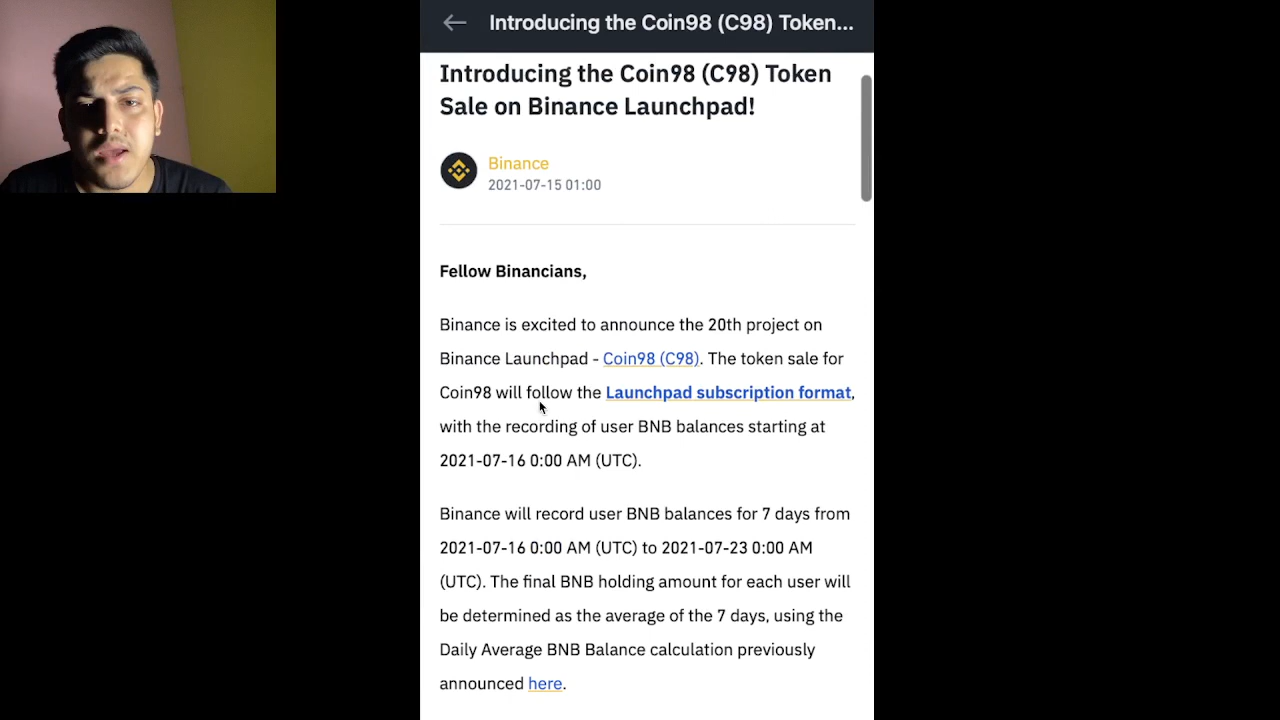 Introducing the Coin98 (C98) Token...
Introducing the Coin98 (C98) Token
Sale on Binance Launchpad!
Binance
2021-07-15 01:00
Fellow Binancians,
Binance is excited to announce the 20th project on
Binance Launchpad - Coin98 (C98). The token sale for
Coin98 will follow the Launchpad subscription format,
with the recording of user BNB balances starting at
2021-07-16 0:00 AM (UTC).
Binance will record user BNB balances for 7 days from
2021-07-16 0:00 AM (UTC) to 2021-07-23 0:00 AM
(UTC). The final BNB holding amount for each user will
be determined as the average of the 7 days, using the
Daily Average BNB Balance calculation previously
announced here.